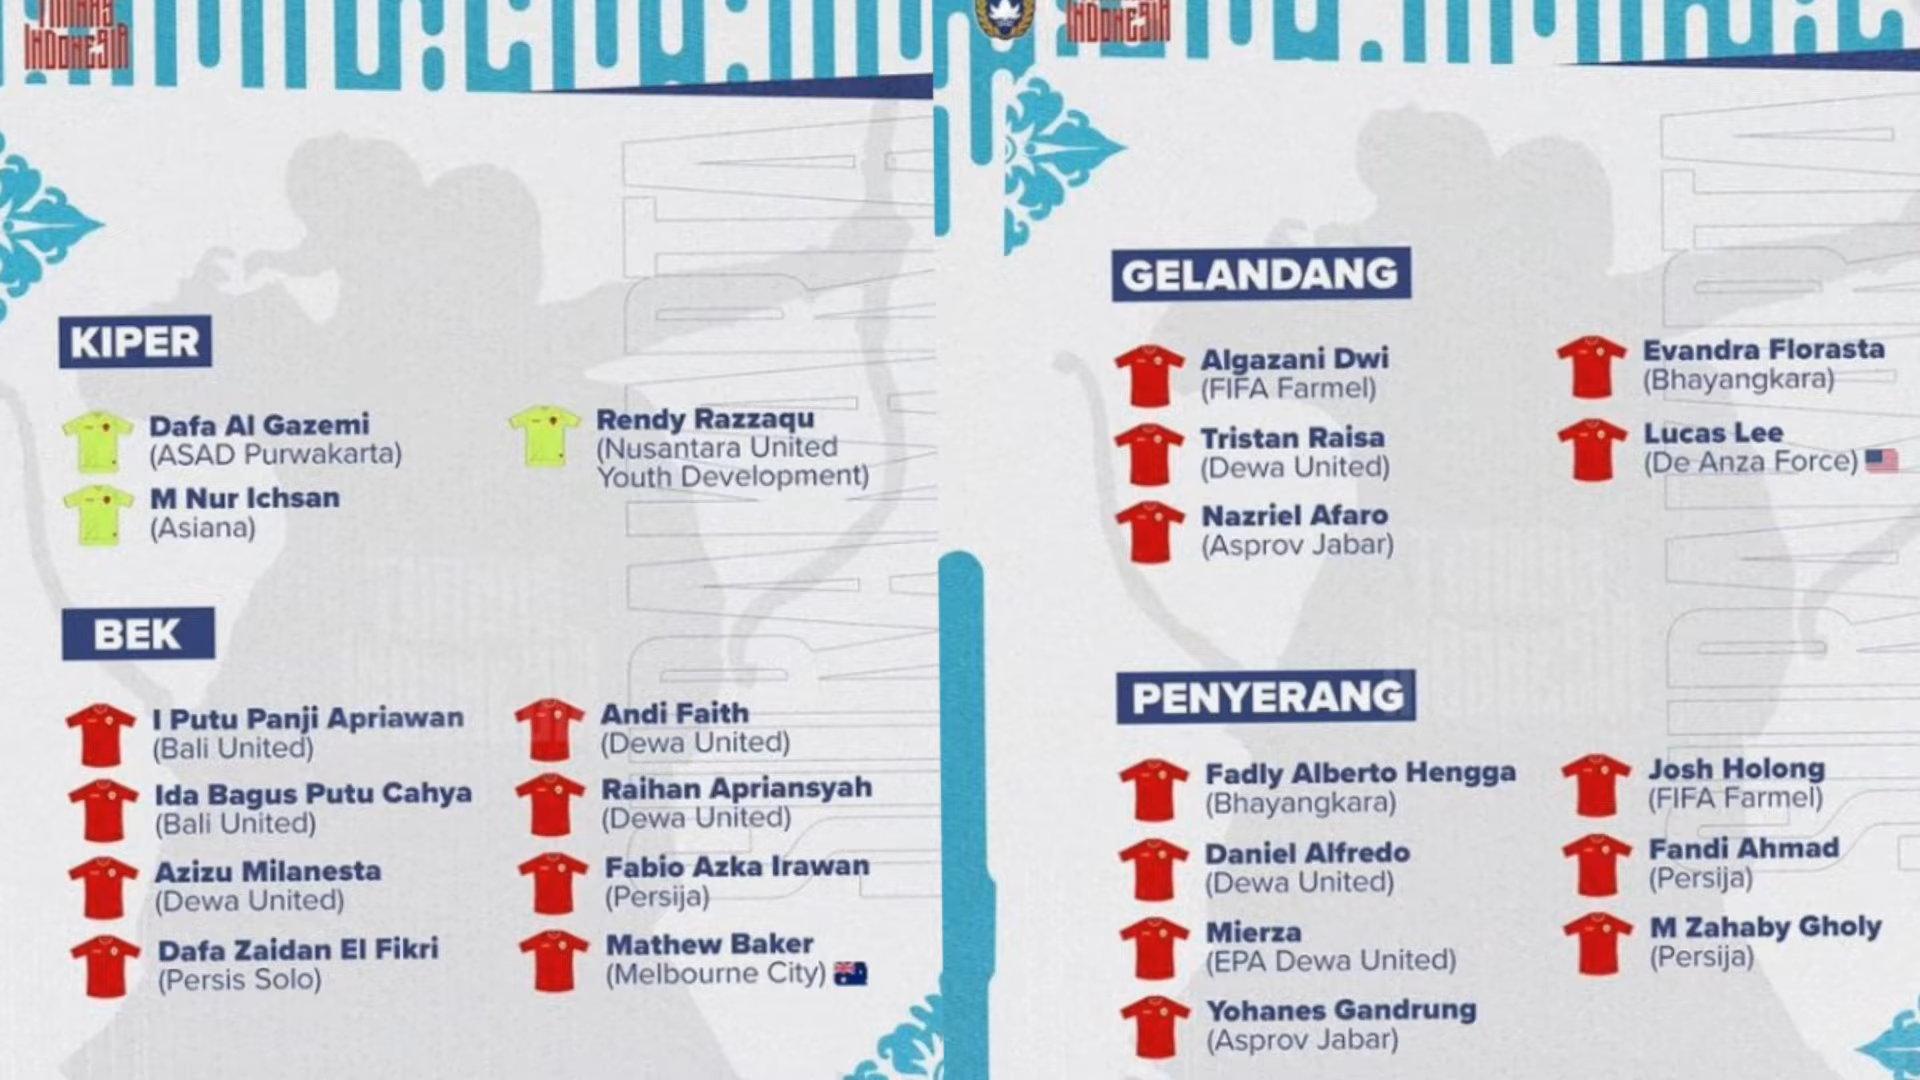 TIMNAS
INDONESIA
KIPER
Dafa Al Gazemi
(ASAD Purwakarta)
M Nur Ichsan
(Asiana)
Rendy Razzaqu
(Nusantara United
Youth Development)
BEK
I Putu Panji Apriawan
(Bali United)
Ida Bagus Putu Cahya
(Bali United)
Azizu Milanesta
(Dewa United)
Dafa Zaidan El Fikri
(Persis Solo)
Andi Faith
(Dewa United)
Raihan Apriansyah
(Dewa United)
Fabio Azka Irawan
(Persija)
Mathew Baker
(Melbourne City)
INDONESIA
GELANDANG
Algazani Dwi
(FIFA Farmel)
Tristan Raisa
(Dewa United)
Nazriel Afaro
(Asprov Jabar)
Evandra Florasta
(Bhayangkara)
Lucas Lee
(De Anza Force)
PENYERANG
Fadly Alberto Hengga
(Bhayangkara)
Daniel Alfredo
(Dewa United)
Mierza
(EPA Dewa United)
Yohanes Gandrung
(Asprov Jabar)
Josh Holong
(FIFA Farmel)
Fandi Ahmad
(Persija)
M Zahaby Gholy
(Persija)